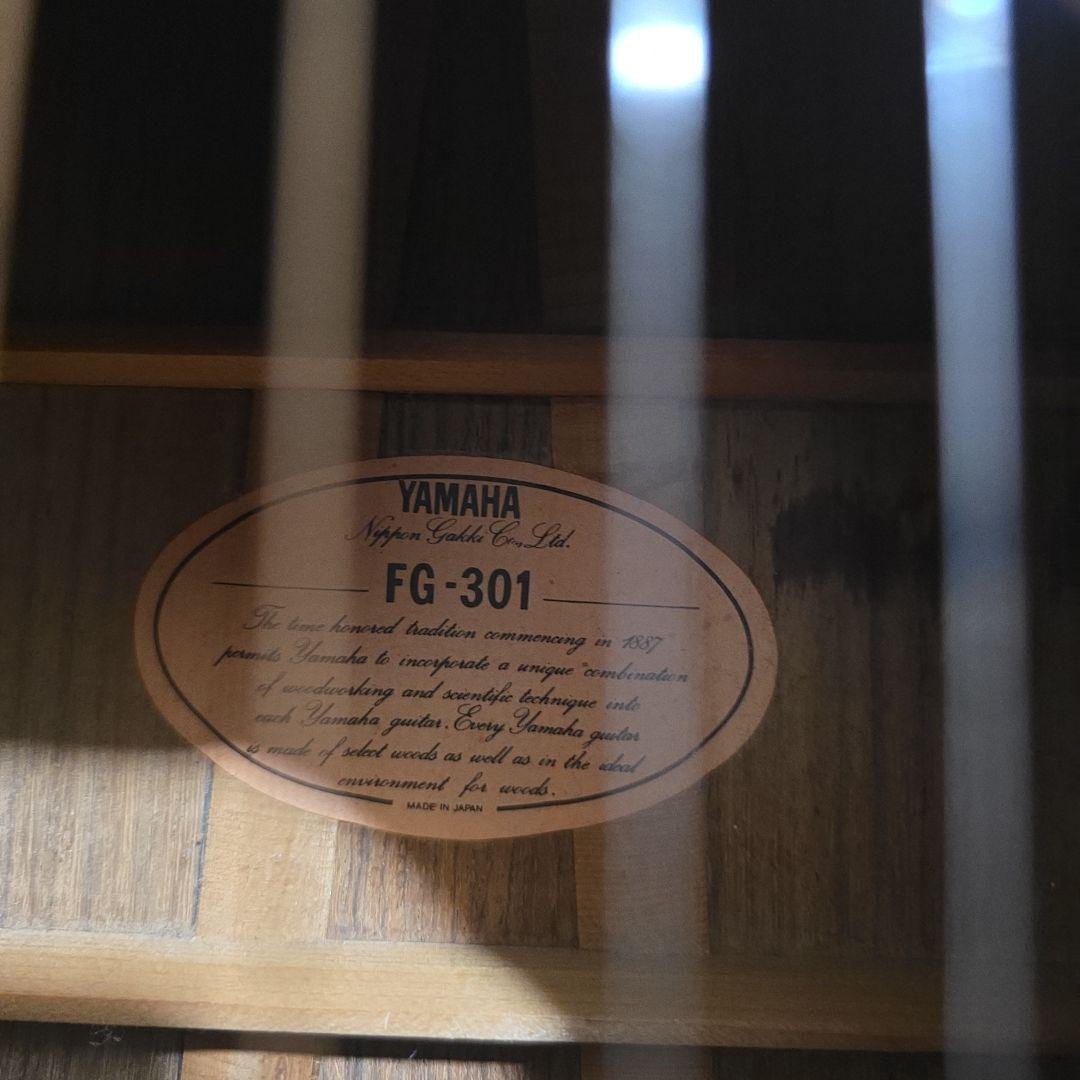 YAMAHA
Nippon Gakki Co., Ltd.
FG-301
The time honored tradition commencing in 1887
permits Yamaha to incorporate a unique combination
of woodworking and scientific technique into
each Yamaha guitar. Every Yamaha guitar
is made of select woods as well as in the ideal
environment for woods.
MADE IN JAPAN